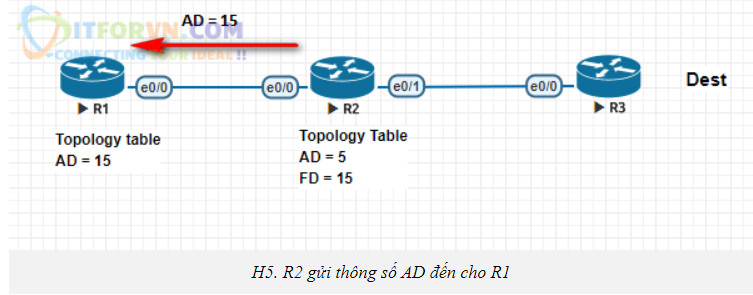 AD = 15
ITFORVN.COM
CONNECTING YOUR IDEAL !!
e0/0
e0/0
e0/1
e0/0
Dest
R1
R2
R3
Topology table
AD = 15
Topology Table
AD = 5
FD = 15
H5. R2 gửi thông số AD đến cho R1